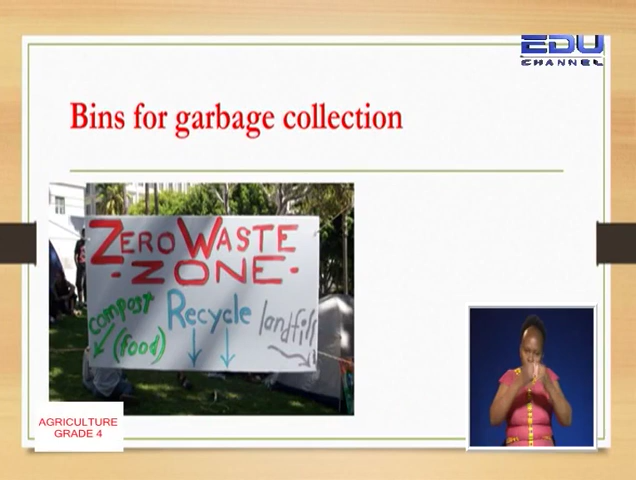 EDU
CHANNEL
Bins for garbage collection
ZERO WASTE
- ZONE -
compost
(food)
Recycle
landfill
AGRICULTURE
GRADE 4